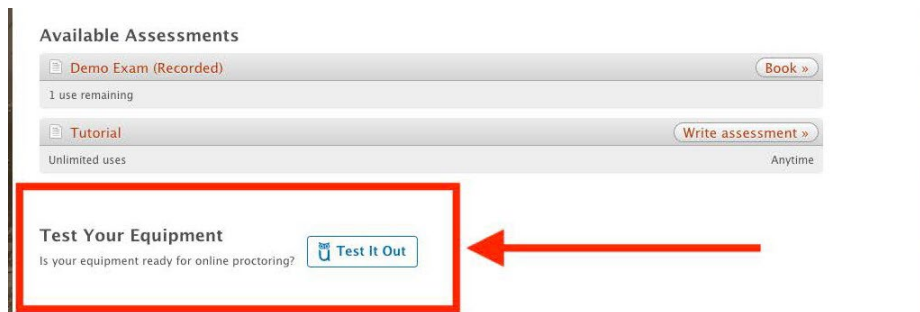 Available Assessments
Demo Exam (Recorded)
Book »
1 use remaining
Tutorial
Write assessment »
Unlimited uses
Anytime
Test Your Equipment
Is your equipment ready for online proctoring?
Test It Out